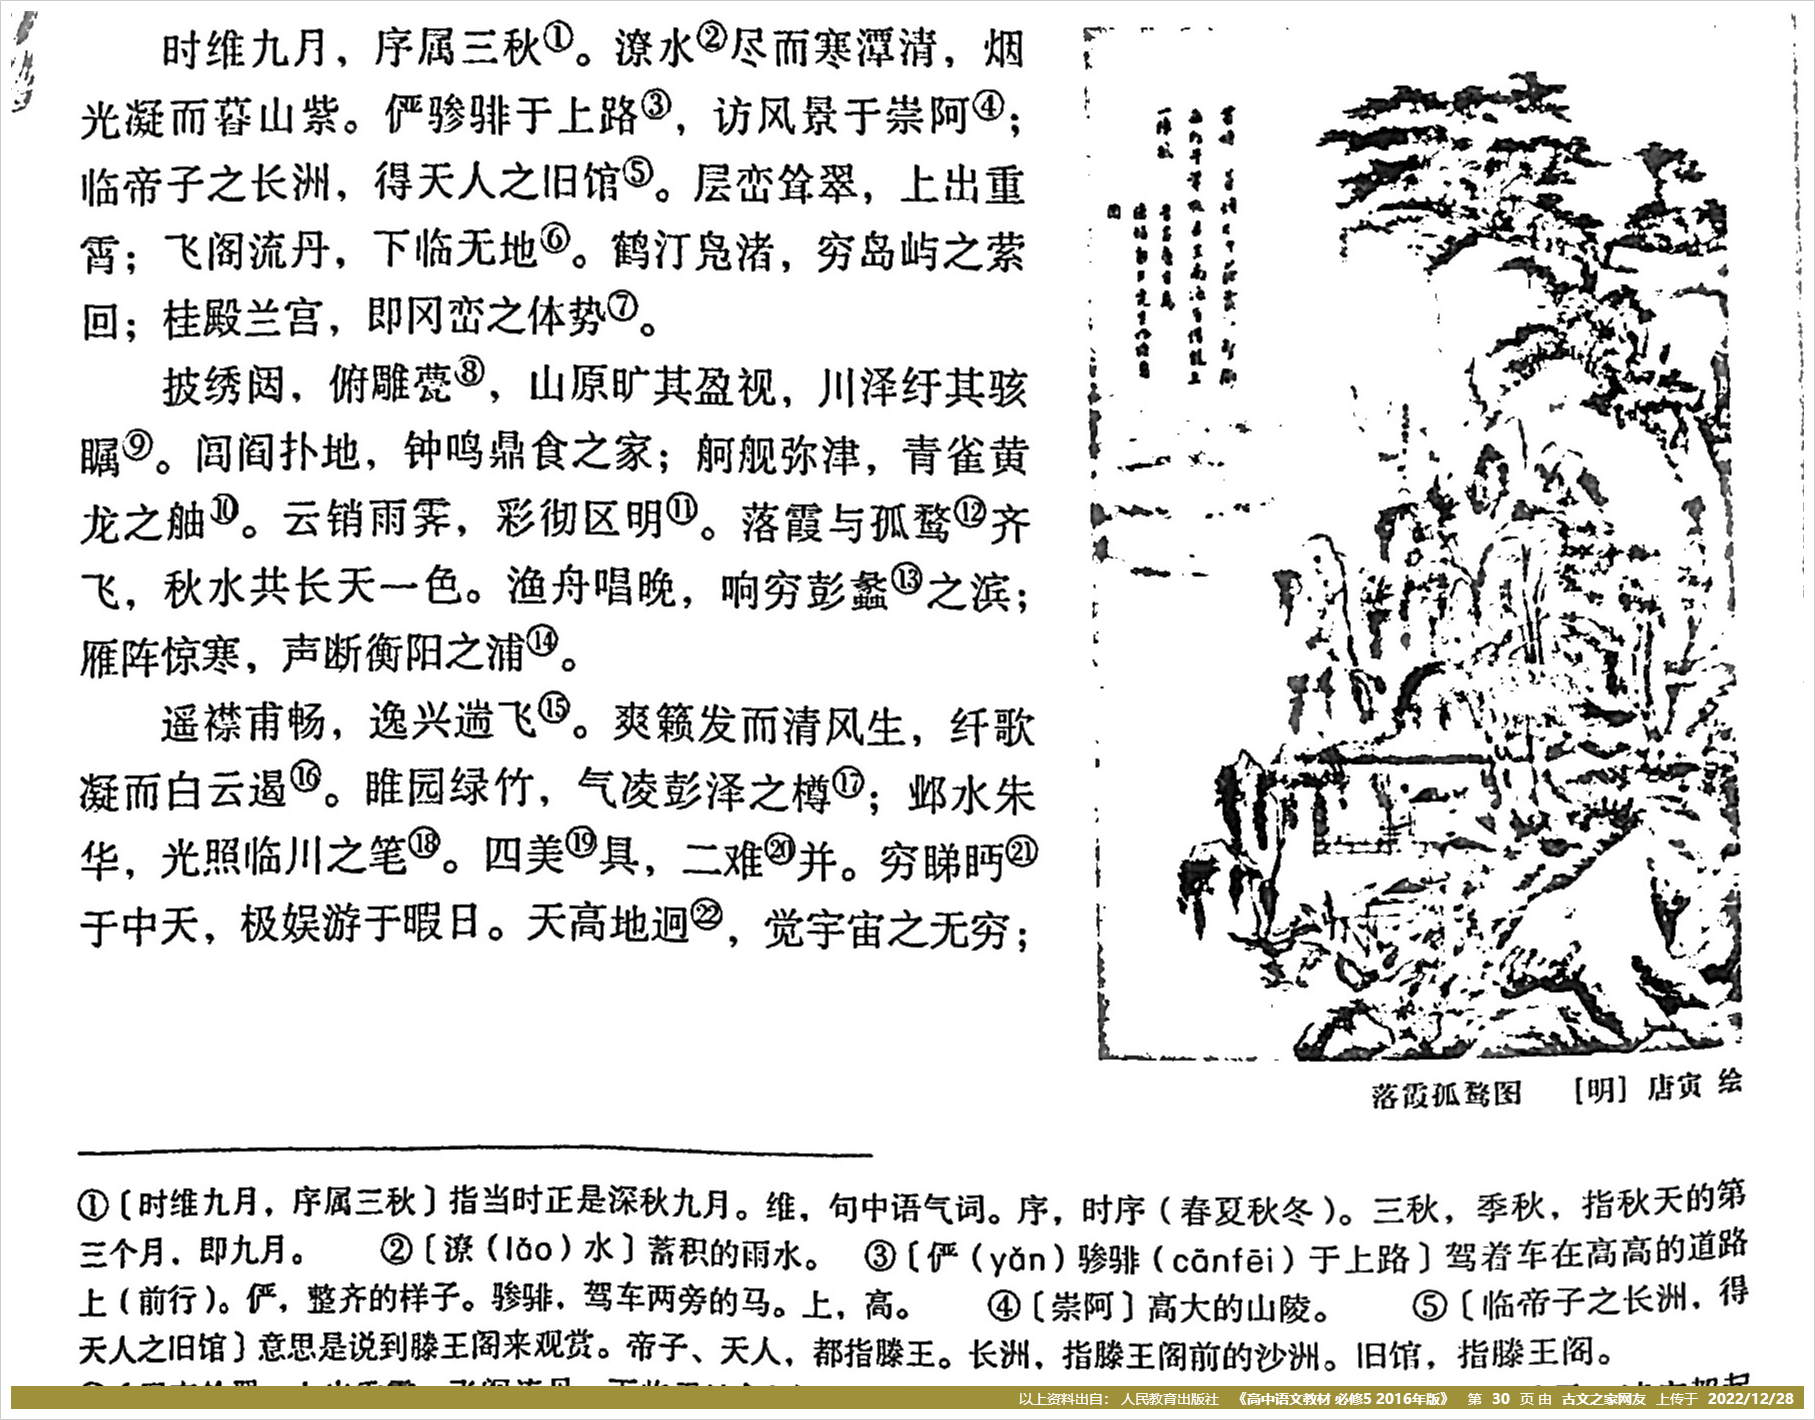 时维九月，序属三秋①。潦水②尽而寒潭清，烟
光凝而暮山紫。俨骖𬴂于上路③，访风景于崇阿④；
临帝子之长洲，得天人之旧馆⑤。层峦耸翠，上出重
霄；飞阁流丹，下临无地⑥。鹤汀凫渚，穷岛屿之萦
回；桂殿兰宫，即冈峦之体势⑦。
披绣闼，俯雕甍⑧，山原旷其盈视，川泽纡其骇
瞩⑨。闾阎扑地，钟鸣鼎食之家；舸舰弥津，青雀黄
龙之舳⑩。云销雨霁，彩彻区明⑪。落霞与孤鹜⑫齐
飞，秋水共长天一色。渔舟唱晚，响穷彭蠡⑬之滨；
雁阵惊寒，声断衡阳之浦⑭。
遥襟甫畅，逸兴遄飞⑮。爽籁发而清风生，纤歌
凝而白云遏⑯。睢园绿竹，气凌彭泽之樽⑰；邺水朱
华，光照临川之笔⑱。四美⑲具，二难⑳并。穷睇眄㉑
于中天，极娱游于暇日。天高地迥㉒，觉宇宙之无穷；
落霞孤鹜图 ［明］唐寅 绘
①〔时维九月，序属三秋〕指当时正是深秋九月。维，句中语气词。序，时序（春夏秋冬）。三秋，季秋，指秋天的第
三个月，即九月。 ②〔潦（lǎo）水〕蓄积的雨水。 ③〔俨（yǎn）骖𬴂（cānfēi）于上路〕驾着车在高高的道路
上（前行）。俨，整齐的样子。骖𬴂，驾车两旁的马。上，高。 ④〔崇阿〕高大的山陵。 ⑤〔临帝子之长洲，得
天人之旧馆〕意思是说到滕王阁来观赏。帝子、天人，都指滕王。长洲，指滕王阁前的沙洲。旧馆，指滕王阁。
以上资料出自： 人民教育出版社 《高中语文教材 必修5 2016年版》 第 30 页 由 古文之家网友 上传于 2022/12/28